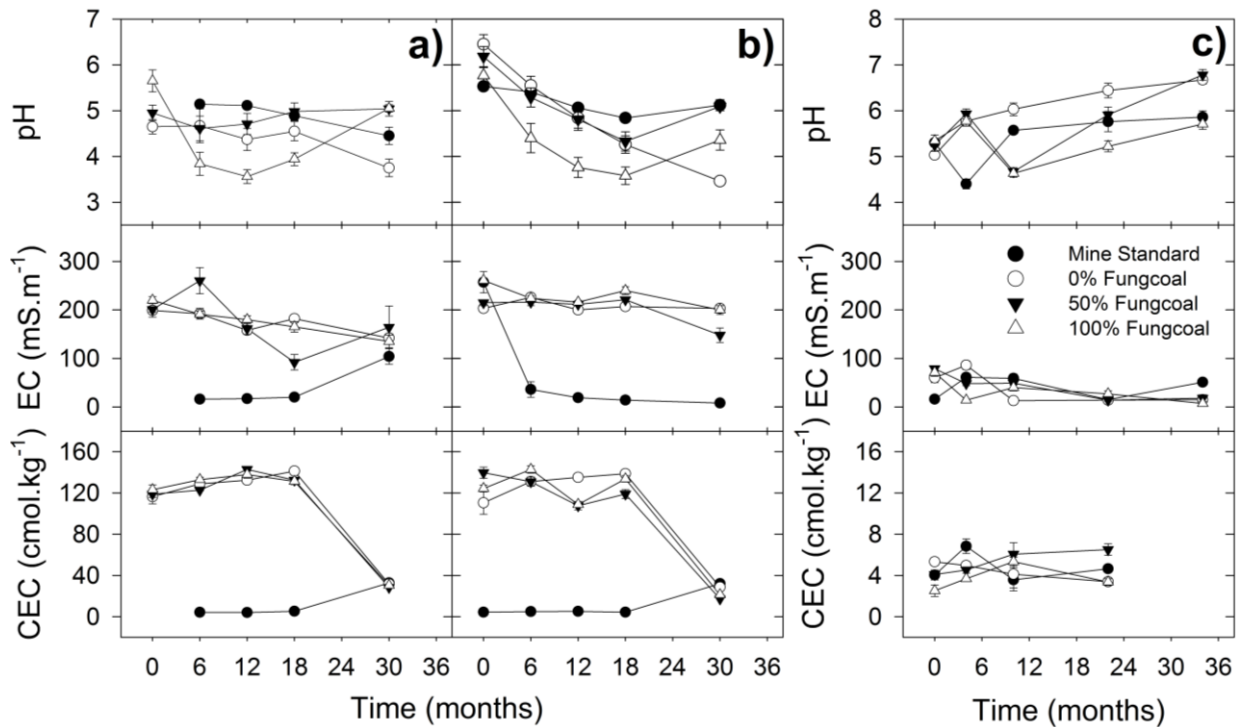 a)
b)
c)
7
6
5
4
3
pH
8
7
6
5
4
pH
300
200
100
0
EC (mS.m⁻¹)
300
200
100
0
EC (mS.m⁻¹)
Mine Standard
0% Fungcoal
50% Fungcoal
100% Fungcoal
160
120
80
40
0
CEC (cmol.kg⁻¹)
16
12
8
4
0
CEC (cmol.kg⁻¹)
0 6 12 18 24 30 36
0 6 12 18 24 30 36
0 6 12 18 24 30 36
Time (months)
Time (months)